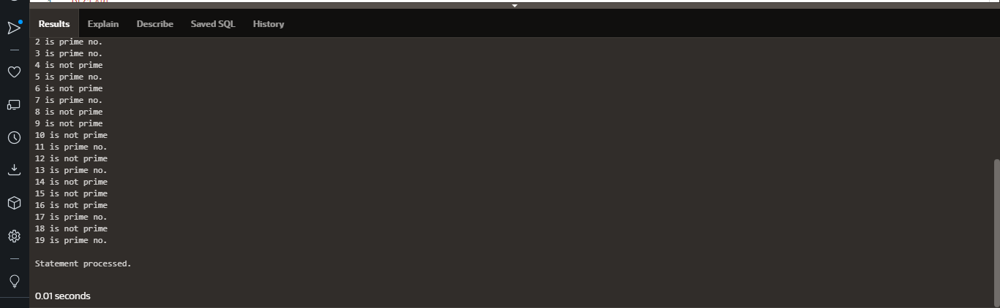 Results Explain Describe Saved SQL History
2 is prime no.
3 is prime no.
4 is not prime
5 is prime no.
6 is not prime
7 is prime no.
8 is not prime
9 is not prime
10 is not prime
11 is prime no.
12 is not prime
13 is prime no.
14 is not prime
15 is not prime
16 is not prime
17 is prime no.
18 is not prime
19 is prime no.
Statement processed.
0.01 seconds